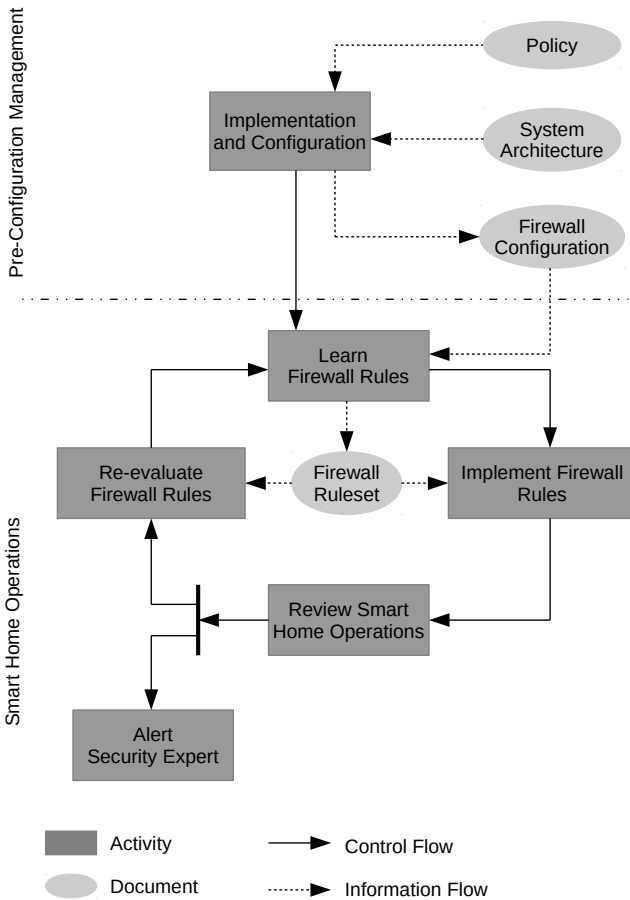 Pre-Configuration Management
Policy
Implementation
and Configuration
System
Architecture
Firewall
Configuration
Smart Home Operations
Learn
Firewall Rules
Re-evaluate
Firewall Rules
Firewall
Ruleset
Implement Firewall
Rules
Review Smart
Home Operations
Alert
Security Expert
Activity
Control Flow
Document
Information Flow